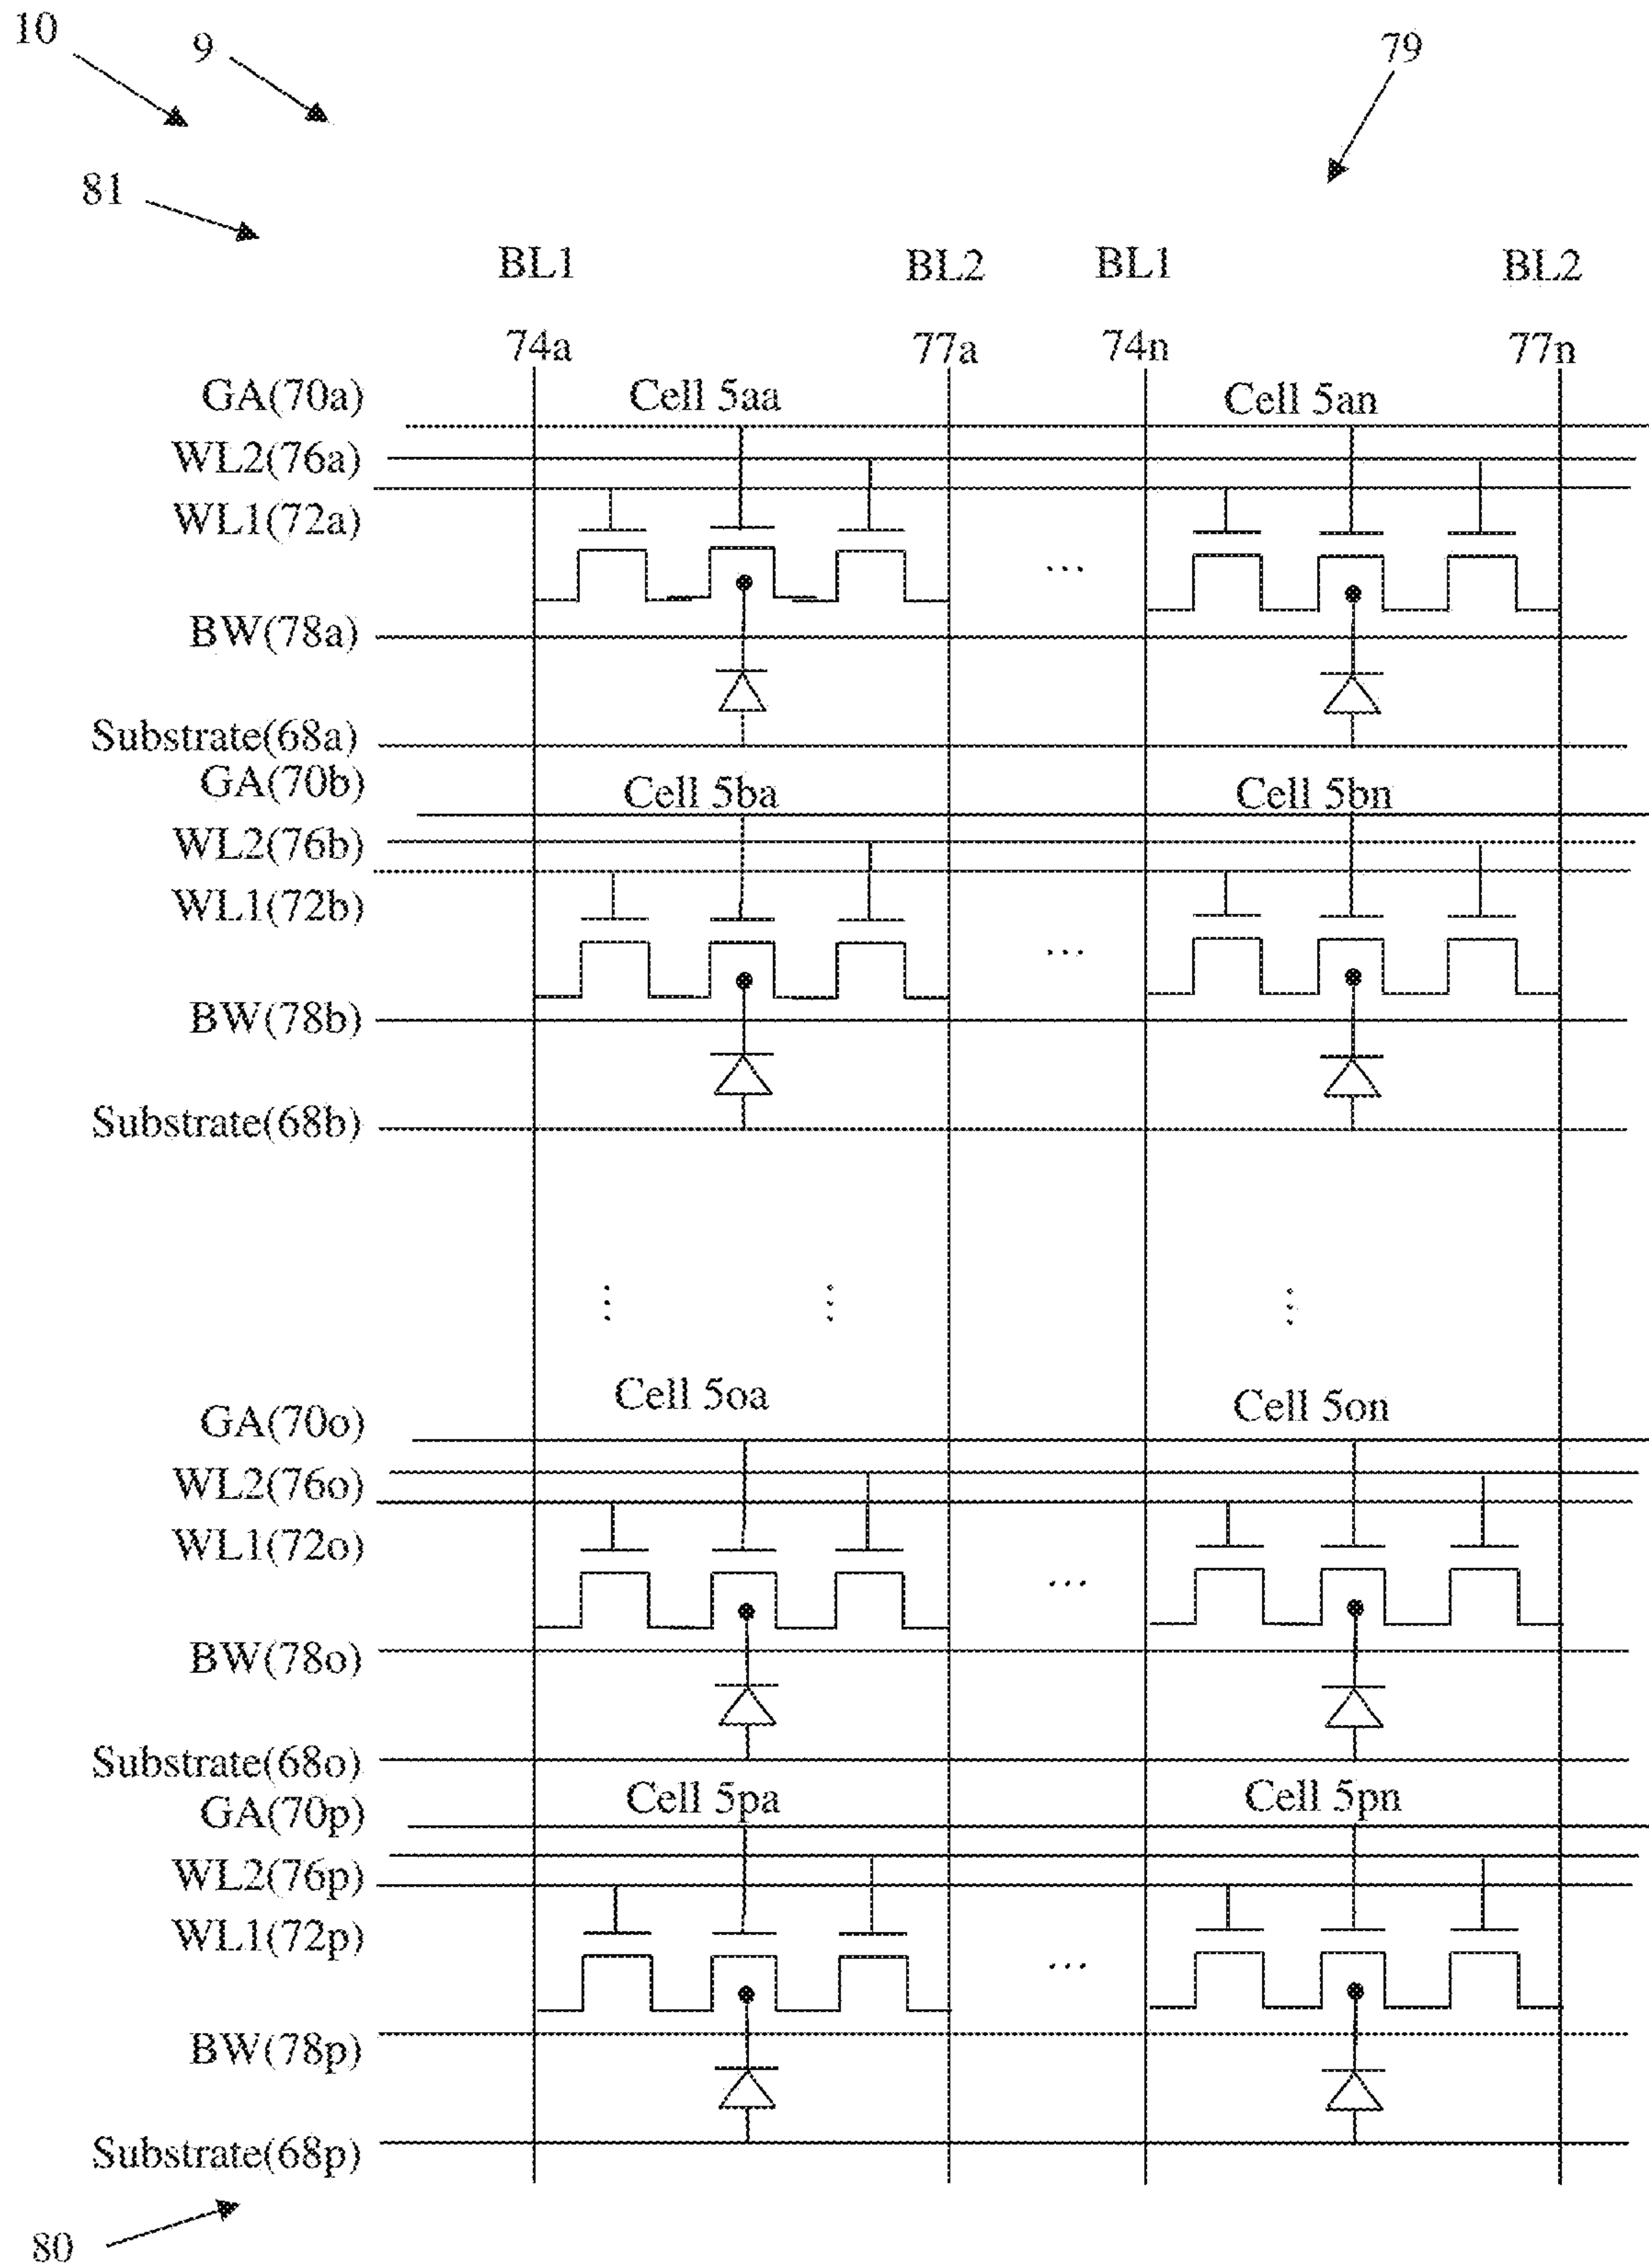 10
9
79
81
BL1
BL2
BL1
BL2
74a
77a
74n
77n
GA(70a)
Cell 5aa
Cell 5an
WL2(76a)
WL1(72a)
...
BW(78a)
Substrate(68a)
GA(70b)
Cell 5ba
Cell 5bn
WL2(76b)
WL1(72b)
...
BW(78b)
Substrate(68b)
Cell 5oa
Cell 5on
GA(70o)
WL2(76o)
WL1(72o)
...
BW(78o)
Substrate(68o)
GA(70p)
Cell 5pa
Cell 5pn
WL2(76p)
WL1(72p)
...
BW(78p)
Substrate(68p)
80